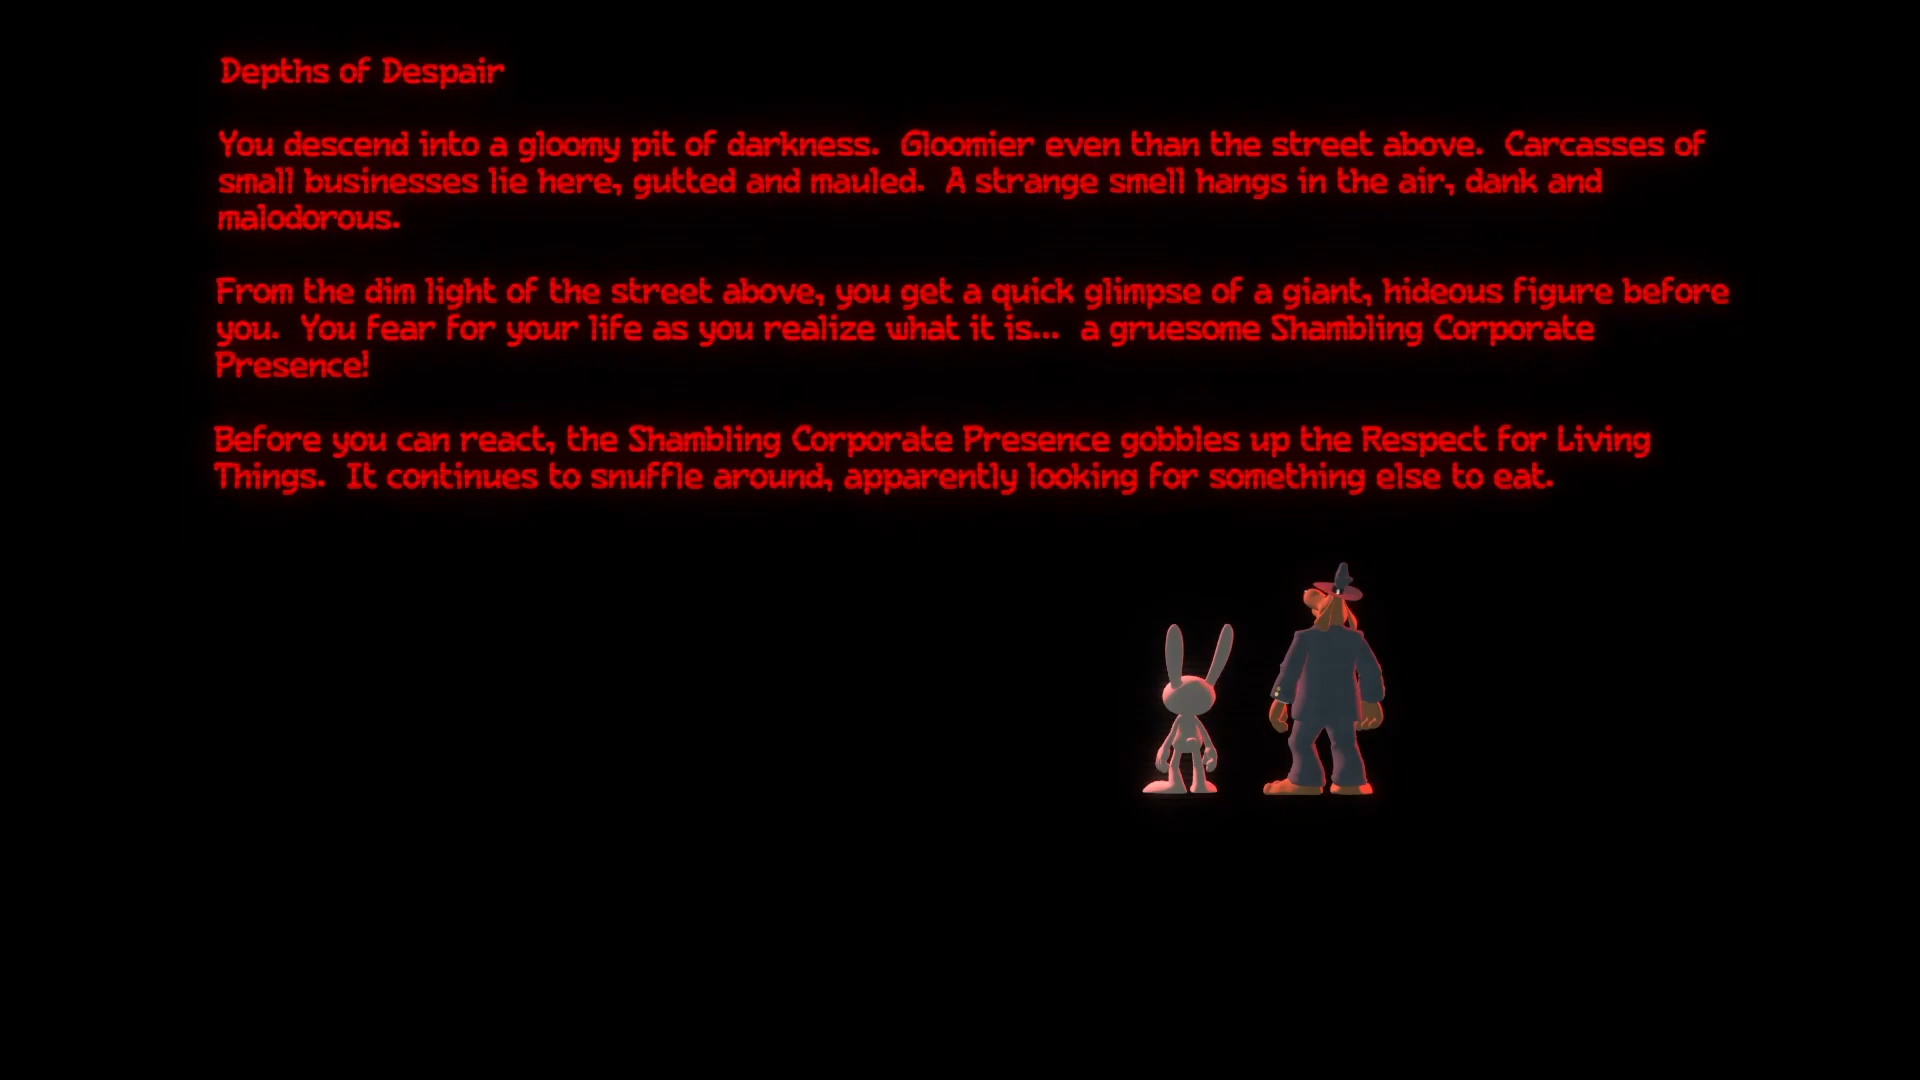 Depths of Despair
You descend into a gloomy pit of darkness.  Gloomier even than the street above.  Carcasses of
small businesses lie here, gutted and mauled.  A strange smell hangs in the air, dank and
malodorous.
From the dim light of the street above, you get a quick glimpse of a giant, hideous figure before
you.  You fear for your life as you realize what it is...  a gruesome Shambling Corporate
Presence!
Before you can react, the Shambling Corporate Presence gobbles up the Respect for Living
Things.  It continues to snuffle around, apparently looking for something else to eat.